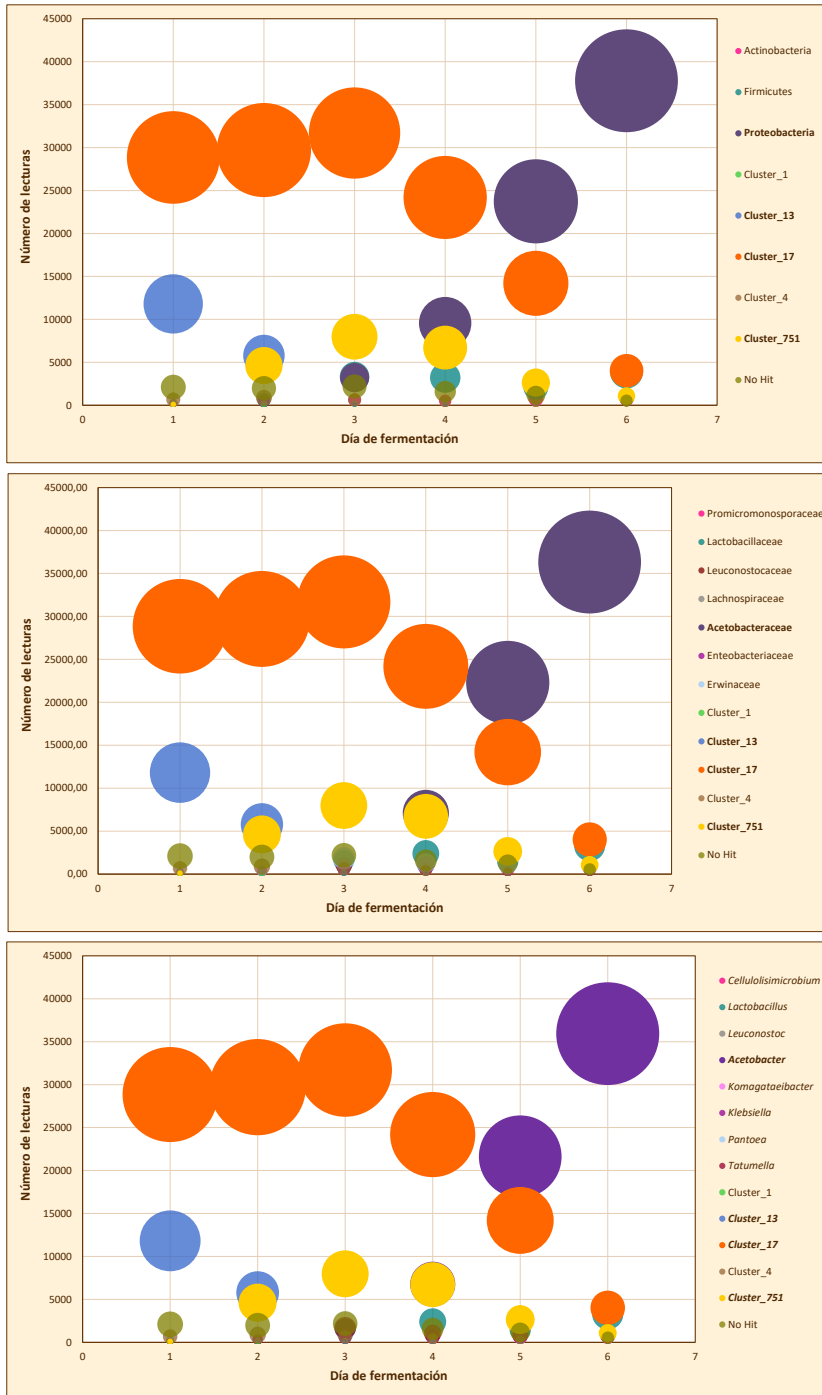 45000
40000
35000
30000
25000
20000
15000
10000
5000
0
Número de lecturas
0 1 2 3 4 5 6 7
Día de fermentación
Actinobacteria
Firmicutes
Proteobacteria
Cluster_1
Cluster_13
Cluster_17
Cluster_4
Cluster_751
No Hit
45000,00
40000,00
35000,00
30000,00
25000,00
20000,00
15000,00
10000,00
5000,00
0,00
Número de lecturas
0 1 2 3 4 5 6 7
Día de fermentación
Promicromonosporaceae
Lactobacillaceae
Leuconostocaceae
Lachnospiraceae
Acetobacteraceae
Enteobacteriaceae
Erwinaceae
Cluster_1
Cluster_13
Cluster_17
Cluster_4
Cluster_751
No Hit
45000
40000
35000
30000
25000
20000
15000
10000
5000
0
Número de lecturas
0 1 2 3 4 5 6 7
Día de fermentación
Cellulolisimicrobium
Lactobacillus
Leuconostoc
Acetobacter
Komagataeibacter
Klebsiella
Pantoea
Tatumella
Cluster_1
Cluster_13
Cluster_17
Cluster_4
Cluster_751
No Hit